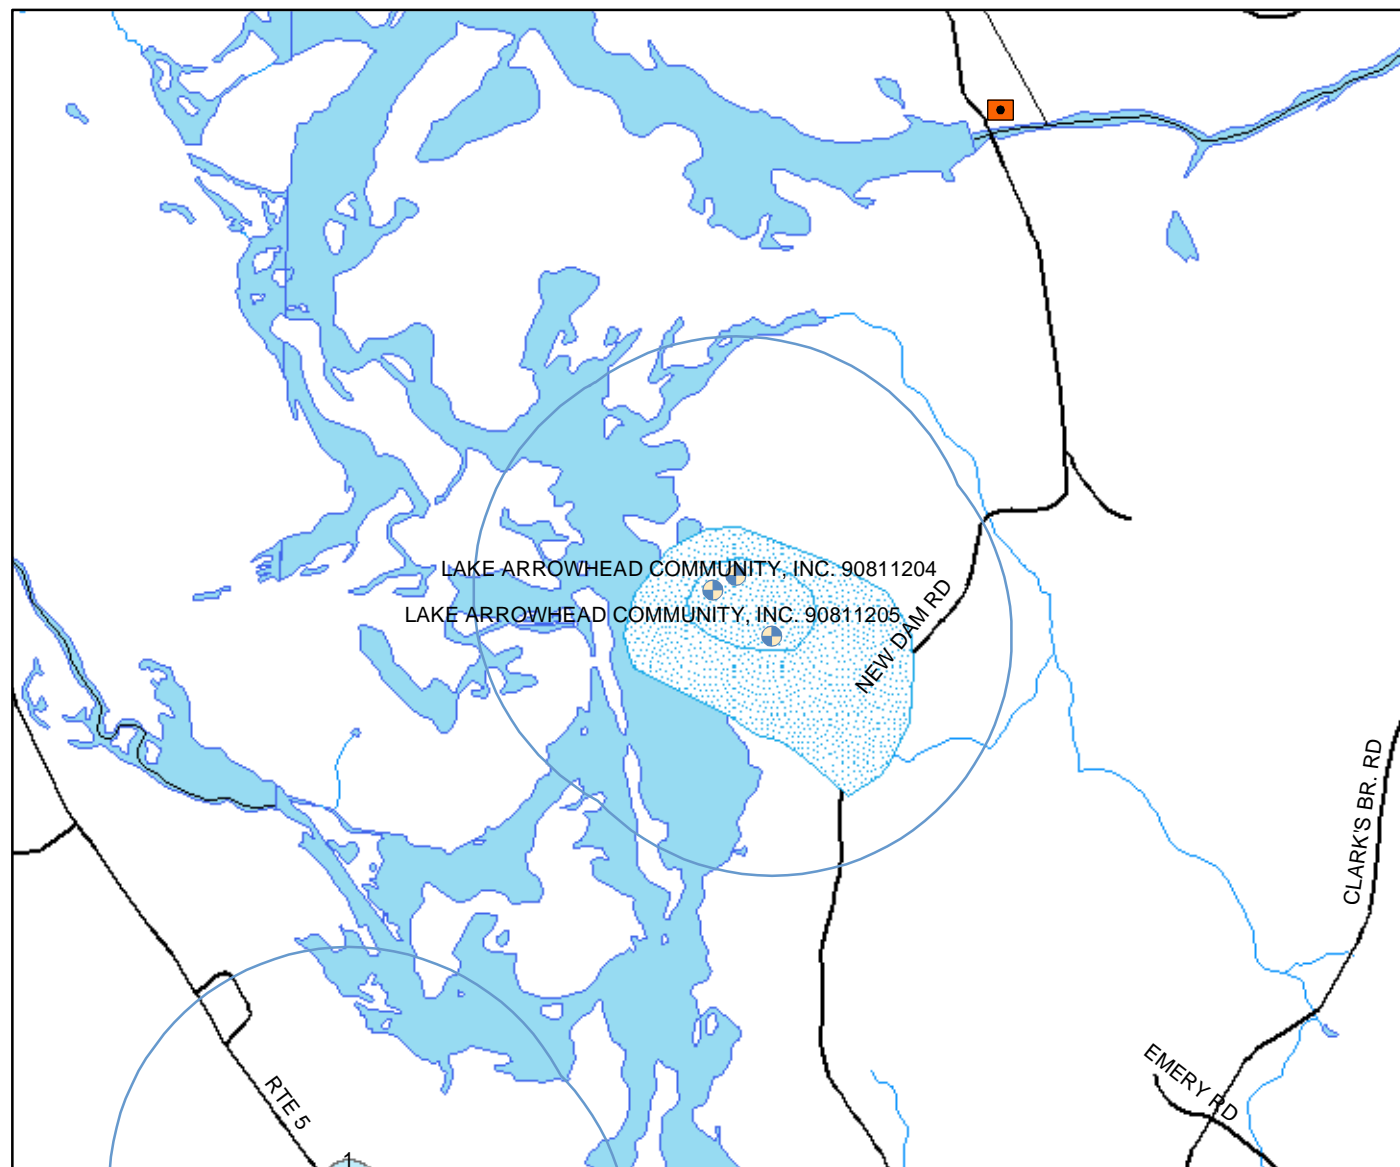 LAKE ARROWHEAD COMMUNITY, INC. 90811204
LAKE ARROWHEAD COMMUNITY, INC. 90811205
NEW DAM RD
CLARK'S BR. RD
EMERY RD
RTE 5
1